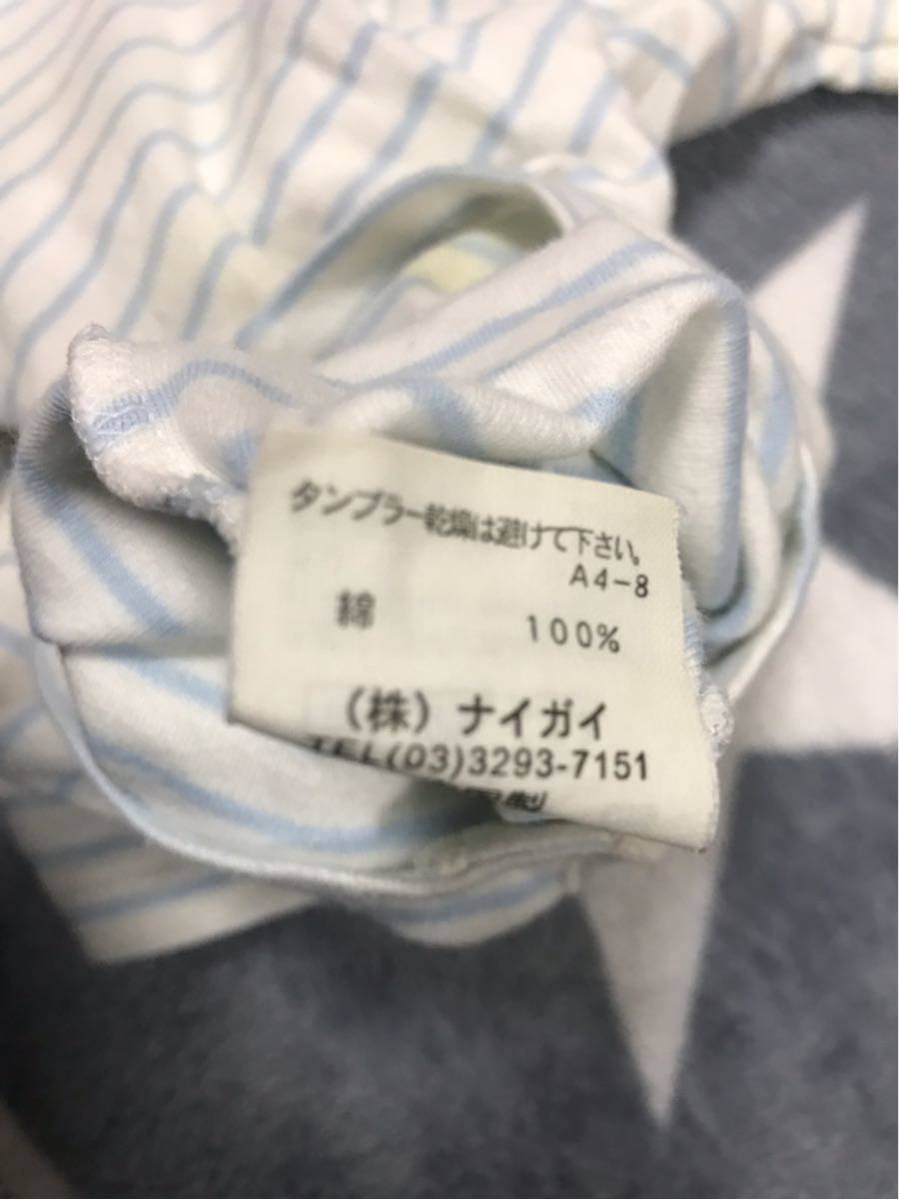 タンブラー乾燥は避けて下さい。
A4-8
綿 100%
(株) ナイガイ
TEL(03)3293-7151
製